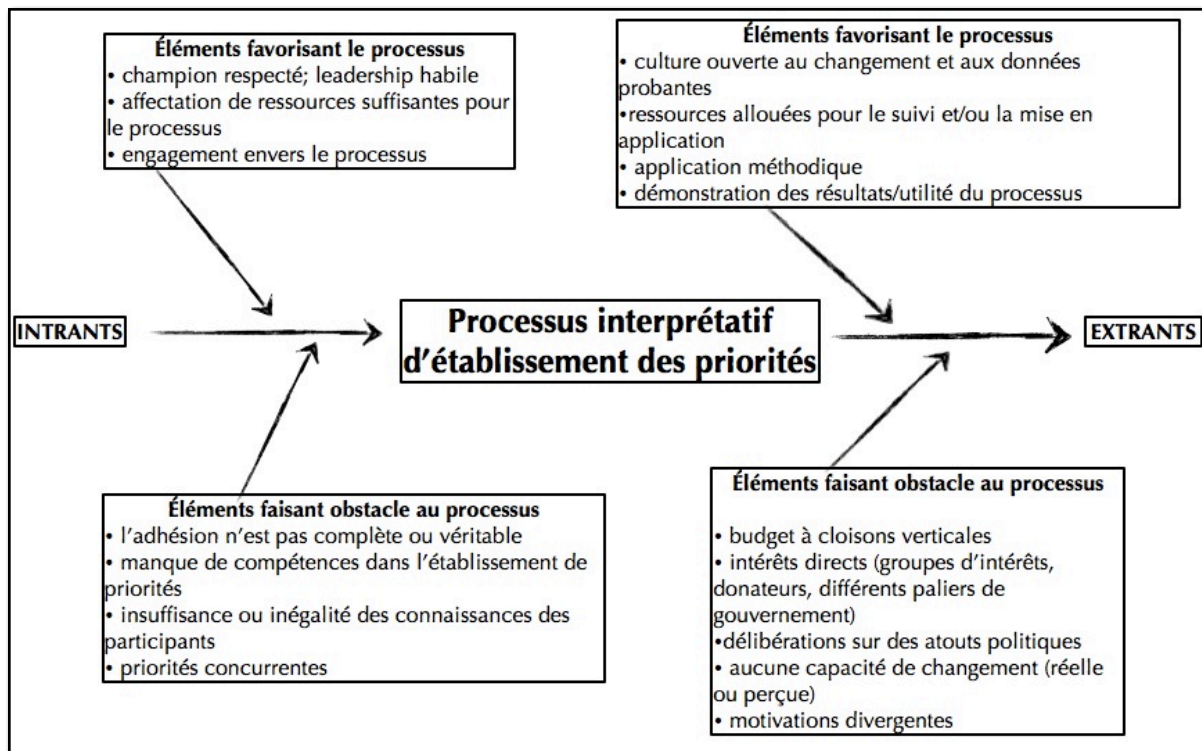 Éléments favorisant le processus
• champion respecté; leadership habile
• affectation de ressources suffisantes pour
le processus
• engagement envers le processus
Éléments favorisant le processus
• culture ouverte au changement et aux données
probantes
•ressources allouées pour le suivi et/ou la mise en
application
• application méthodique
• démonstration des résultats/utilité du processus
INTRANTS
Processus interprétatif
d'établissement des priorités
EXTRANTS
Éléments faisant obstacle au processus
• l'adhésion n'est pas complète ou véritable
• manque de compétences dans l'établissement de
priorités
• insuffisance ou inégalité des connaissances des
participants
• priorités concurrentes
Éléments faisant obstacle au processus
• budget à cloisons verticales
• intérêts directs (groupes d'intérêts,
donateurs, différents paliers de
gouvernement)
•délibérations sur des atouts politiques
• aucune capacité de changement (réelle
ou perçue)
• motivations divergentes